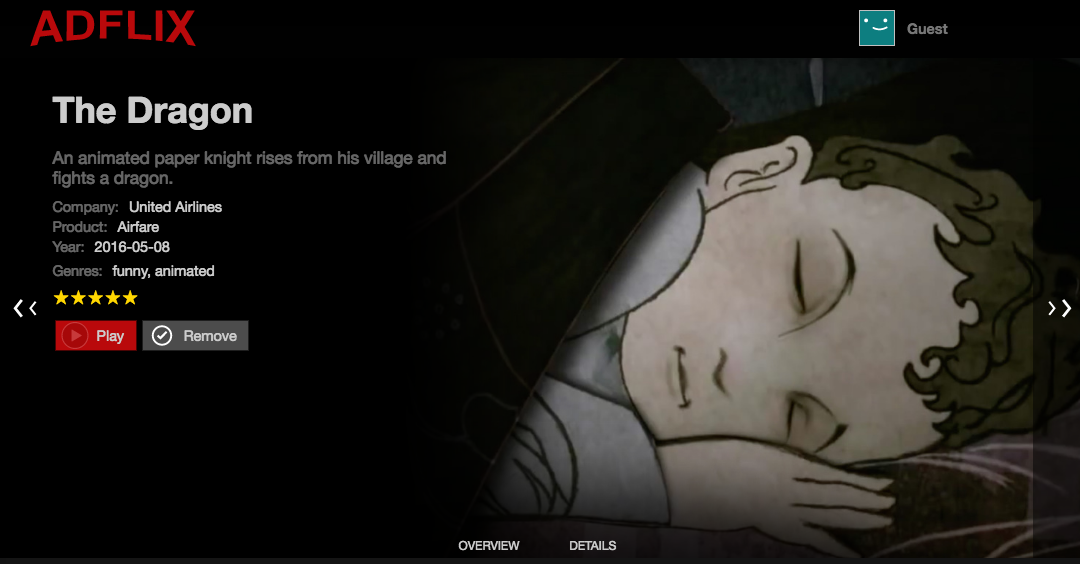 ADFLIX
Guest
The Dragon
An animated paper knight rises from his village and
fights a dragon.
Company: United Airlines
Product: Airfare
Year: 2016-05-08
Genres: funny, animated
Play
Remove
OVERVIEW
DETAILS